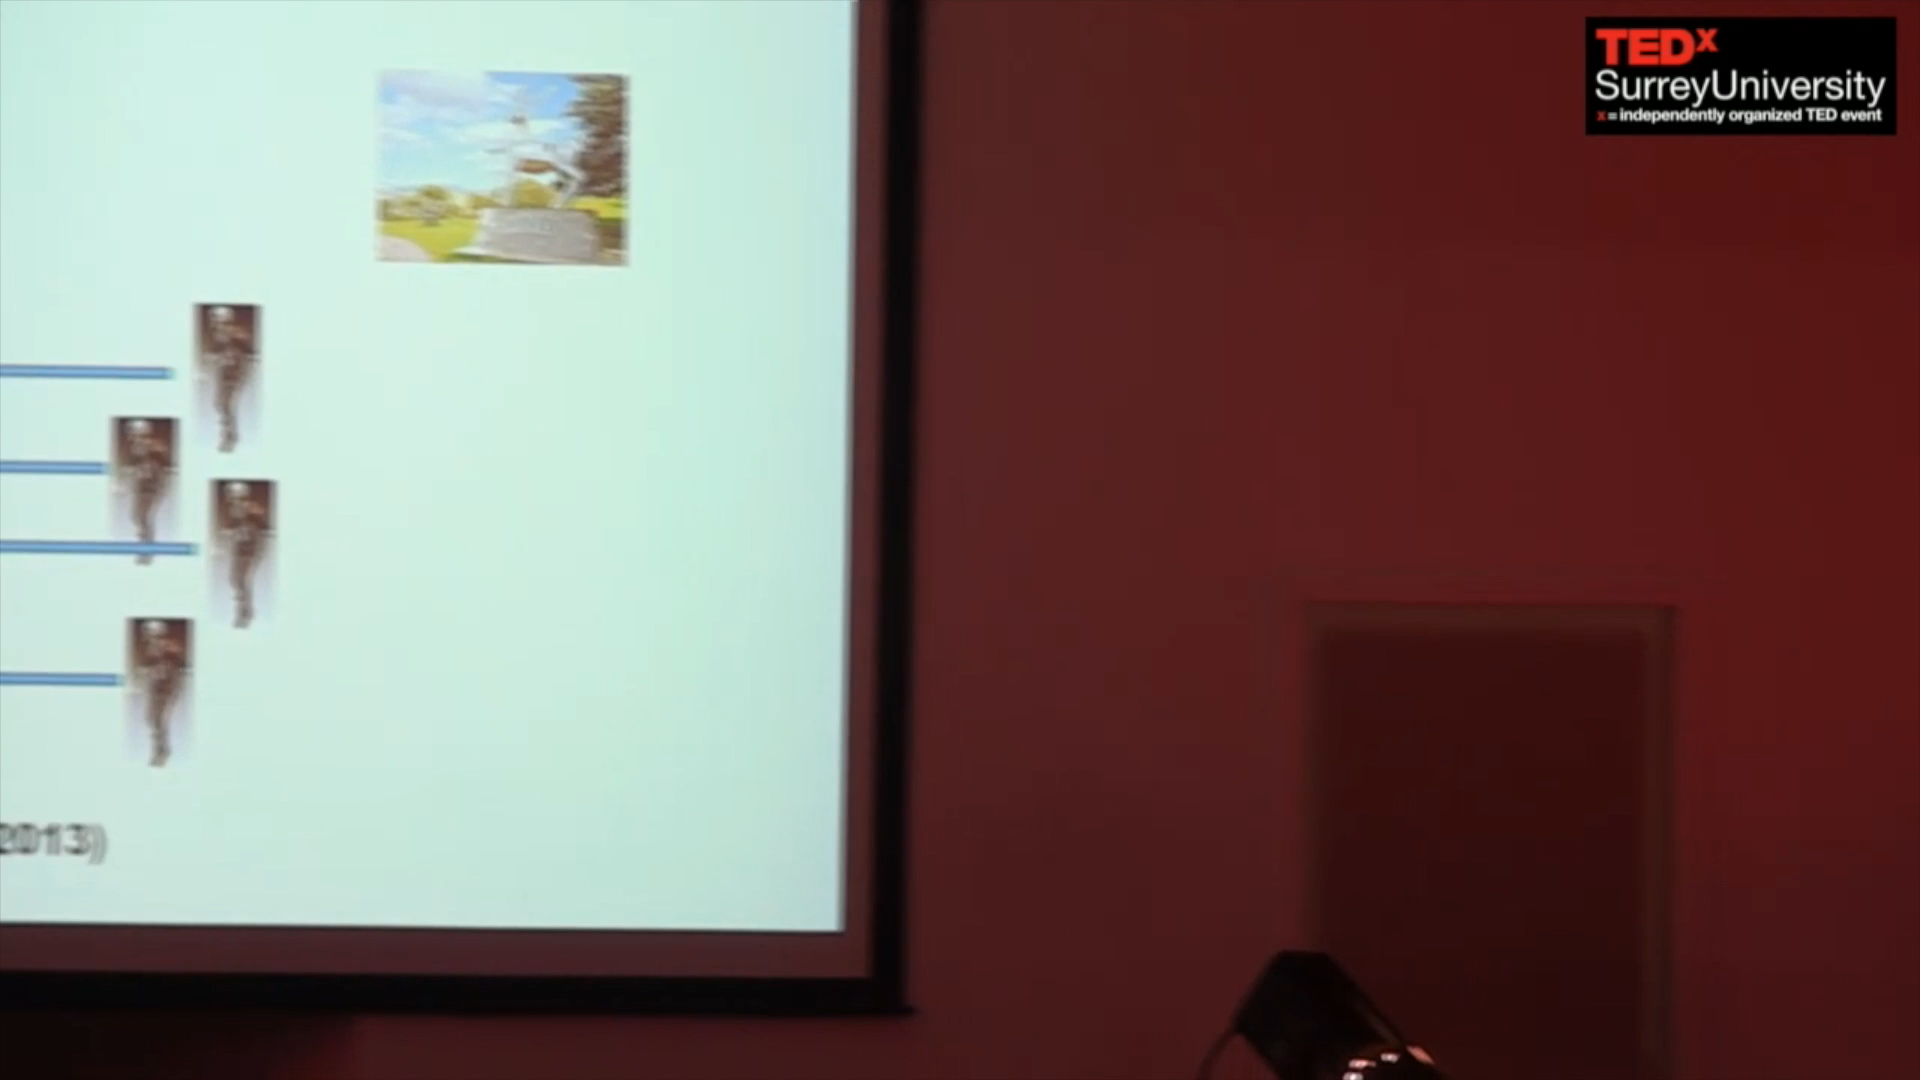 TEDx
SurreyUniversity
x = independently organized TED event
2013)